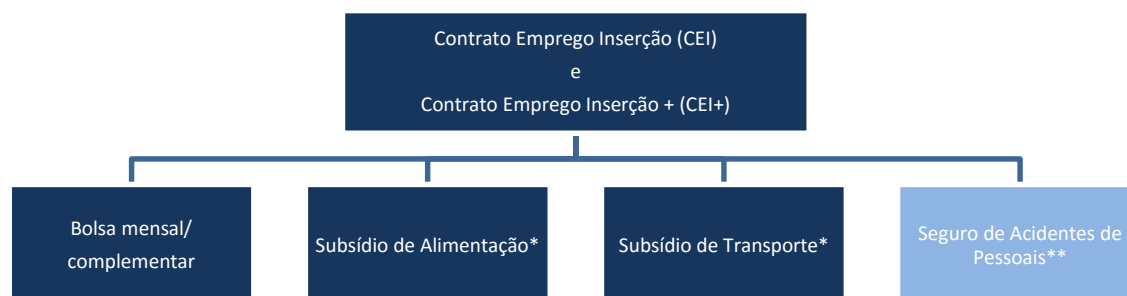 Contrato Emprego Inserção (CEI)
e
Contrato Emprego Inserção + (CEI+)
Bolsa mensal/
complementar
Subsídio de Alimentação*
Subsídio de Transporte*
Seguro de Acidentes de
Pessoais**